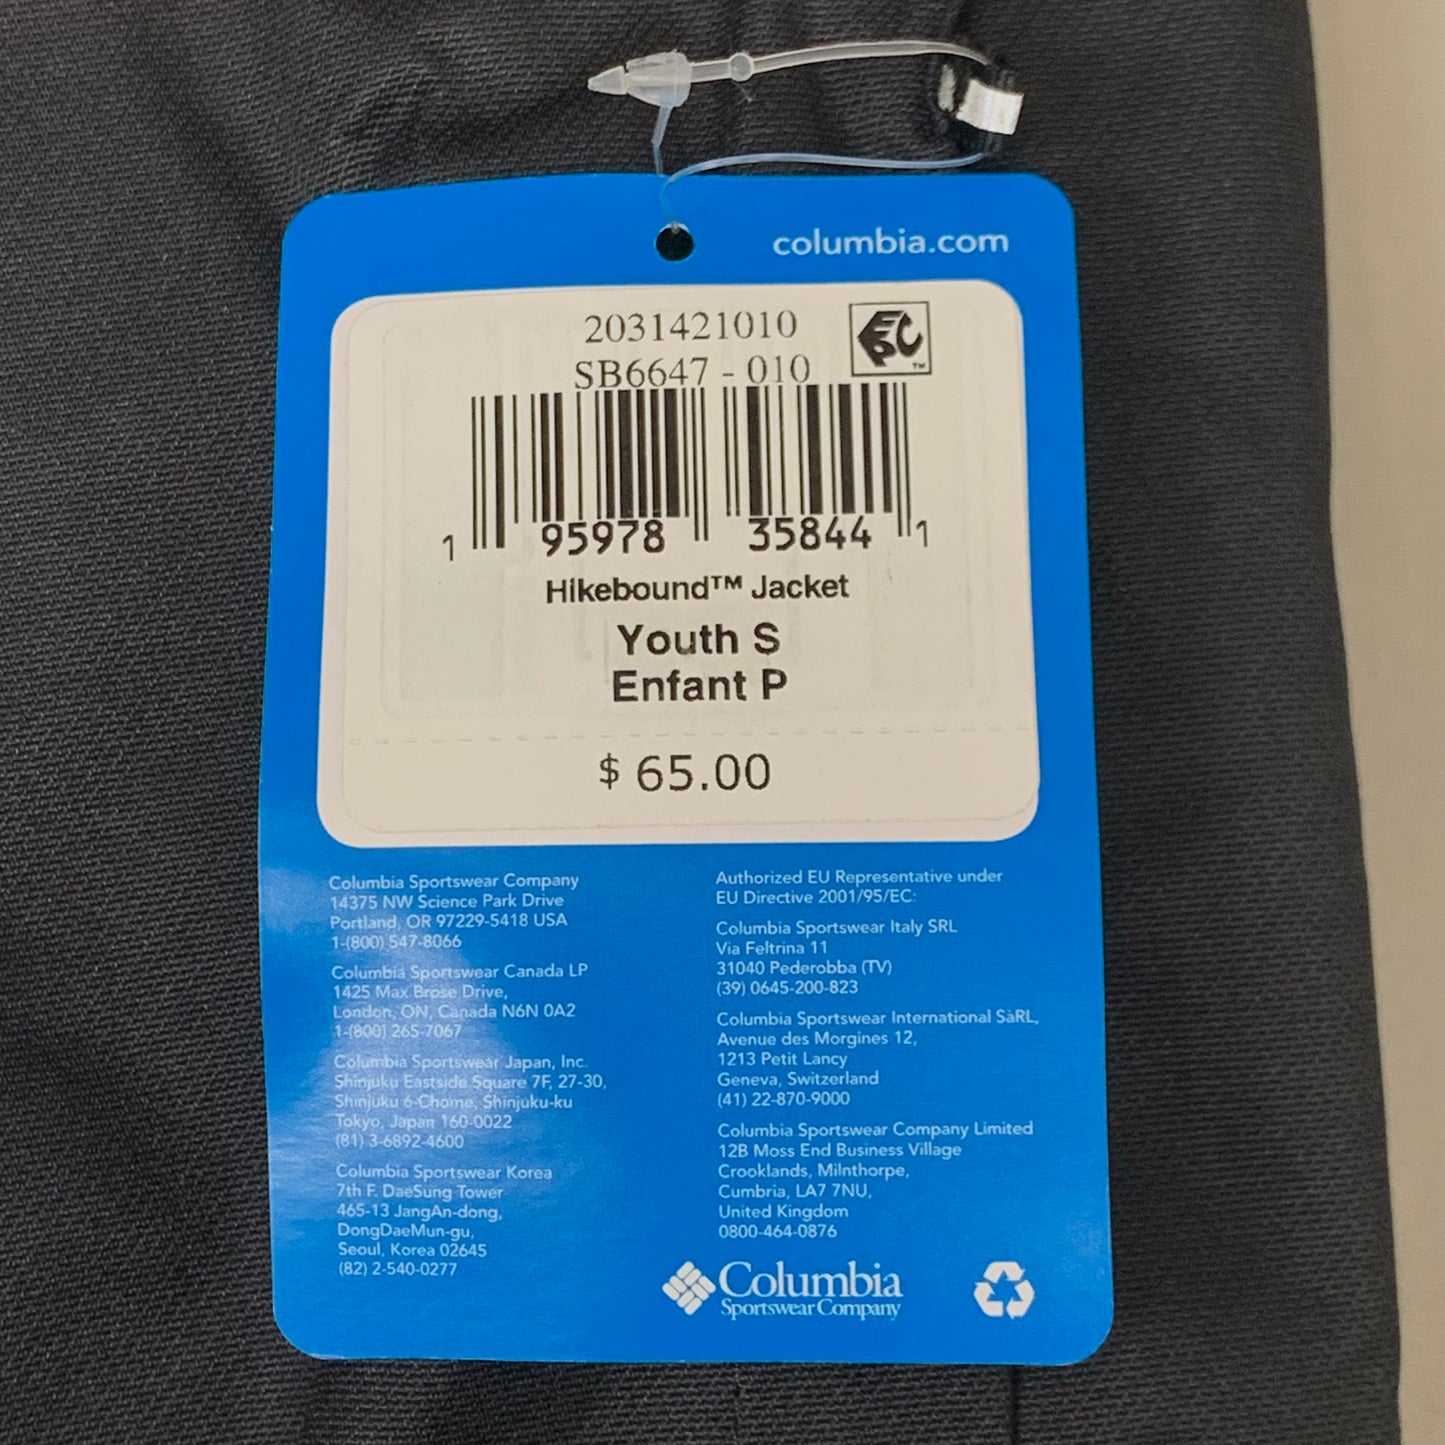 columbia.com
2031421010
SB6647 - 010
1 95978 35844 1
Hikebound™ Jacket
Youth S
Enfant P
$ 65.00
Columbia Sportswear Company
14375 NW Science Park Drive
Portland, OR 97229-5418 USA
1-(800) 547-8066
Columbia Sportswear Canada LP
1425 Max Brose Drive,
London, ON, Canada N6N 0A2
1-(800) 265-7067
Columbia Sportswear Japan, Inc.
Shinjuku Eastside Square 7F, 27-30,
Shinjuku 6-Chome, Shinjuku-ku
Tokyo, Japan 160-0022
(81) 3-6892-4600
Columbia Sportswear Korea
7th F. DaeSung Tower
465-13 JangAn-dong,
DongDaeMun-gu,
Seoul, Korea 02645
(82) 2-540-0277
Authorized EU Representative under
EU Directive 2001/95/EC:
Columbia Sportswear Italy SRL
Via Feltrina 11
31040 Pederobba (TV)
(39) 0645-200-823
Columbia Sportswear International SàRL,
Avenue des Morgines 12,
1213 Petit Lancy
Geneva, Switzerland
(41) 22-870-9000
Columbia Sportswear Company Limited
12B Moss End Business Village
Crooklands, Milnthorpe,
Cumbria, LA7 7NU,
United Kingdom
0800-464-0876
Columbia
Sportswear Company